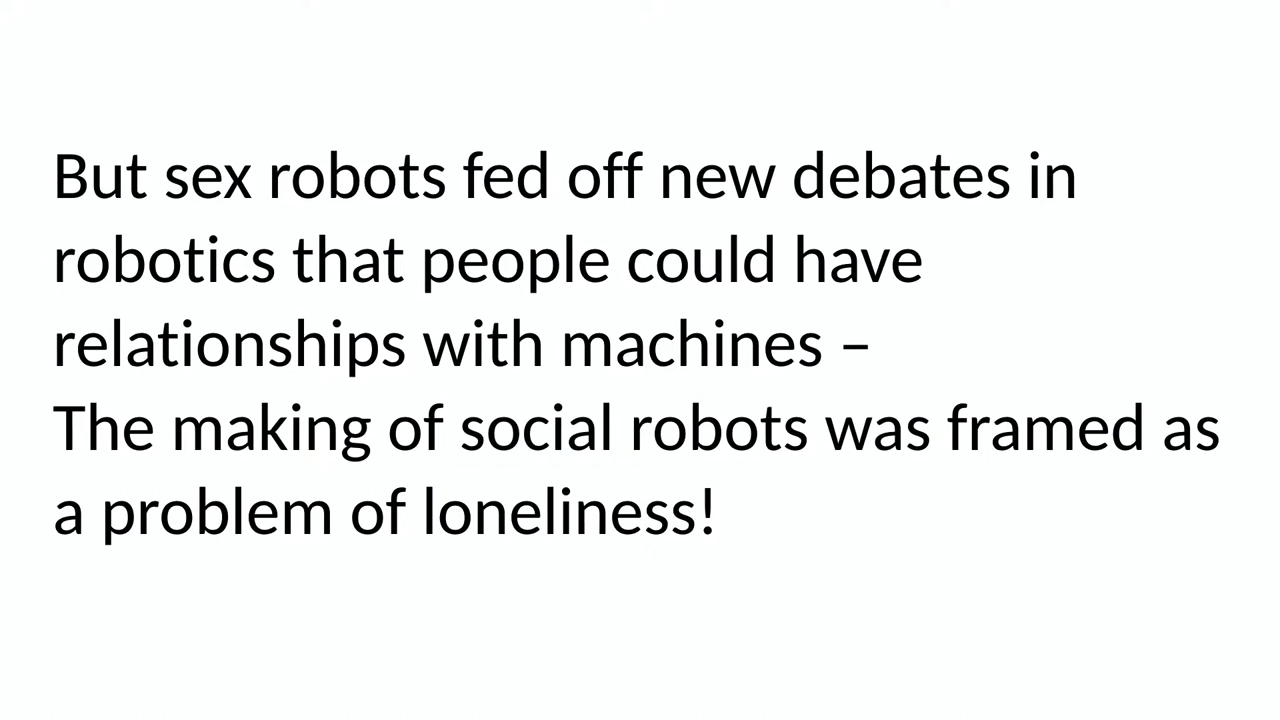 But sex robots fed off new debates in
robotics that people could have
relationships with machines –
The making of social robots was framed as
a problem of loneliness!